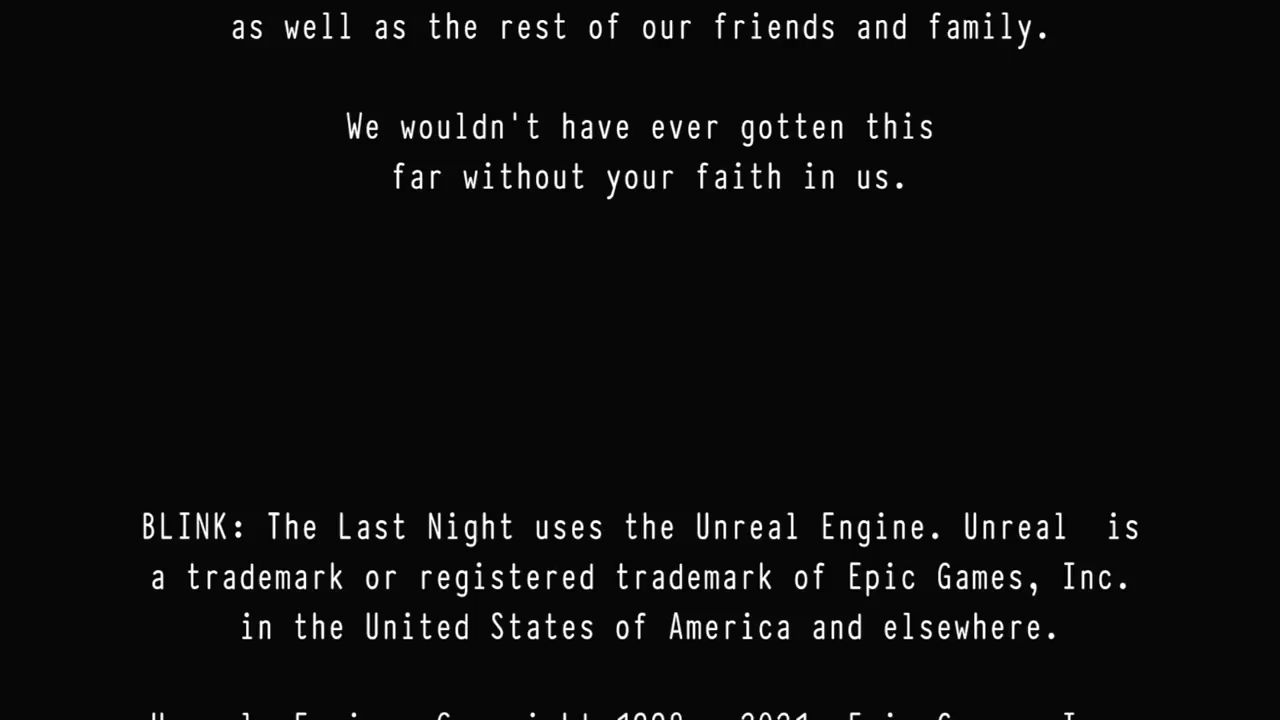 as well as the rest of our friends and family.
We wouldn't have ever gotten this
far without your faith in us.
BLINK: The Last Night uses the Unreal Engine. Unreal  is
a trademark or registered trademark of Epic Games, Inc.
in the United States of America and elsewhere.